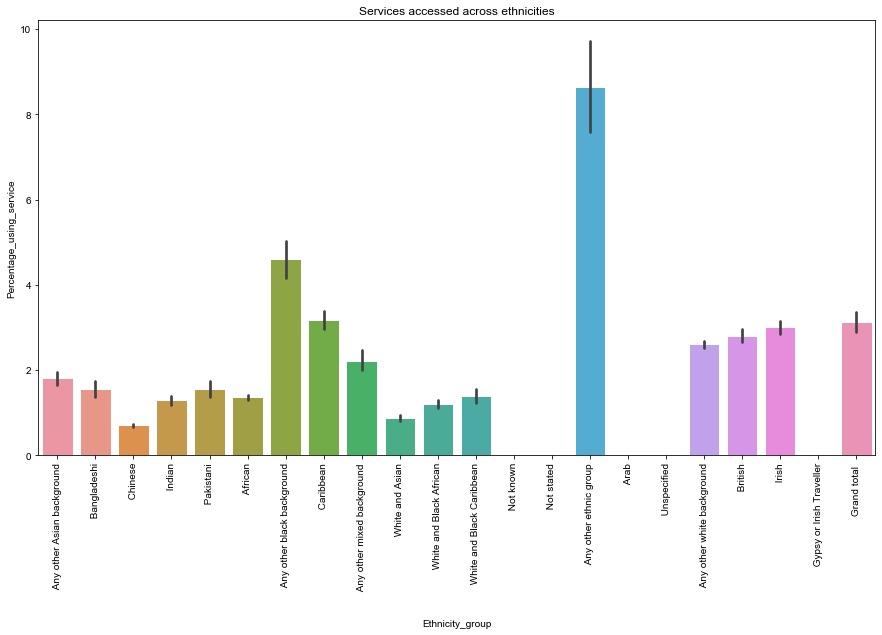 Services accessed across ethnicities
Percentage_using_service
10
8
6
4
2
0
Any other Asian background
Bangladeshi
Chinese
Indian
Pakistani
African
Any other black background
Caribbean
Any other mixed background
White and Asian
White and Black African
White and Black Caribbean
Not known
Not stated
Any other ethnic group
Arab
Unspecified
Any other white background
British
Irish
Gypsy or Irish Traveller
Grand total
Ethnicity_group